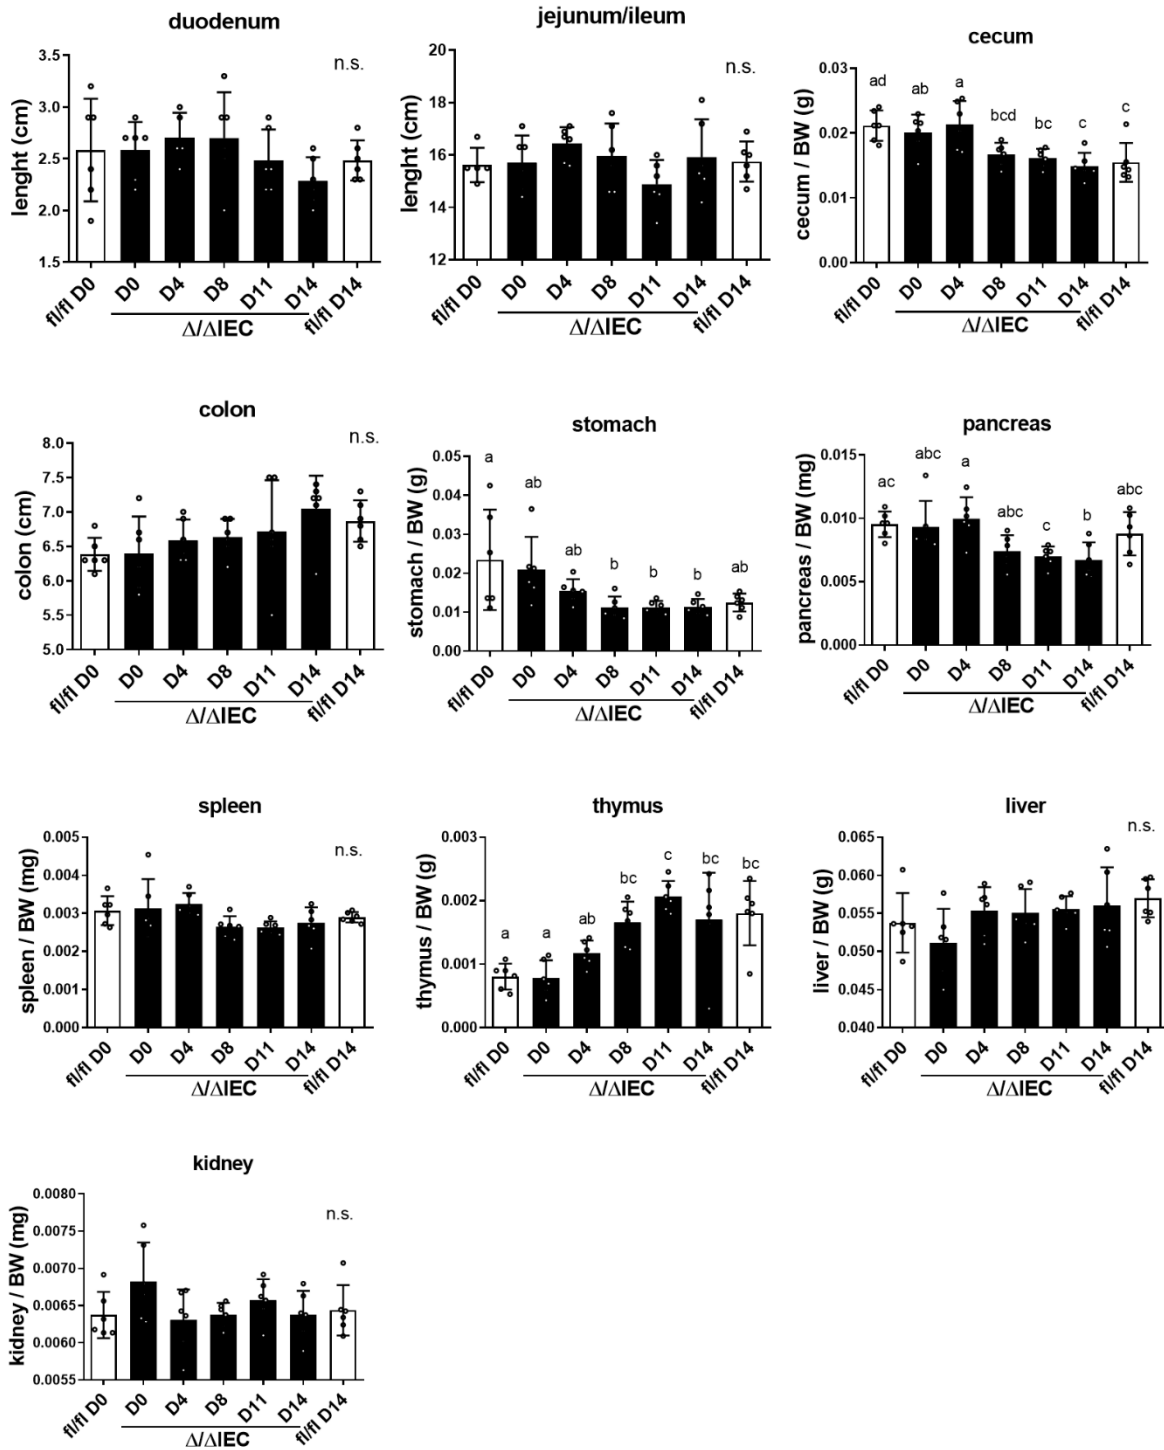 duodenum
lenght (cm)
3.5
3.0
2.5
2.0
1.5
n.s.
fl/fl D0 D0 D4 D8 D11 D14 fl/fl D14
Δ/ΔIEC
jejunum/ileum
lenght (cm)
20
18
16
14
12
n.s.
fl/fl D0 D0 D4 D8 D11 D14 fl/fl D14
Δ/ΔIEC
cecum
cecum / BW (g)
0.03
0.02
0.01
0.00
ad ab a bcd bc c c
fl/fl D0 D0 D4 D8 D11 D14 fl/fl D14
Δ/ΔIEC
colon
colon (cm)
8.0
7.5
7.0
6.5
6.0
5.5
5.0
n.s.
fl/fl D0 D0 D4 D8 D11 D14 fl/fl D14
Δ/ΔIEC
stomach
stomach / BW (g)
0.05
0.04
0.03
0.02
0.01
0.00
a ab ab b b b ab
fl/fl D0 D0 D4 D8 D11 D14 fl/fl D14
Δ/ΔIEC
pancreas
pancreas / BW (mg)
0.015
0.010
0.005
0.000
ac abc a abc c b abc
fl/fl D0 D0 D4 D8 D11 D14 fl/fl D14
Δ/ΔIEC
spleen
spleen / BW (mg)
0.005
0.004
0.003
0.002
0.001
0.000
n.s.
fl/fl D0 D0 D4 D8 D11 D14 fl/fl D14
Δ/ΔIEC
thymus
thymus / BW (g)
0.003
0.002
0.001
0.000
a a ab bc c bc bc
fl/fl D0 D0 D4 D8 D11 D14 fl/fl D14
Δ/ΔIEC
liver
liver / BW (g)
0.065
0.060
0.055
0.050
0.045
0.040
n.s.
fl/fl D0 D0 D4 D8 D11 D14 fl/fl D14
Δ/ΔIEC
kidney
kidney / BW (mg)
0.0080
0.0075
0.0070
0.0065
0.0060
0.0055
n.s.
fl/fl D0 D0 D4 D8 D11 D14 fl/fl D14
Δ/ΔIEC